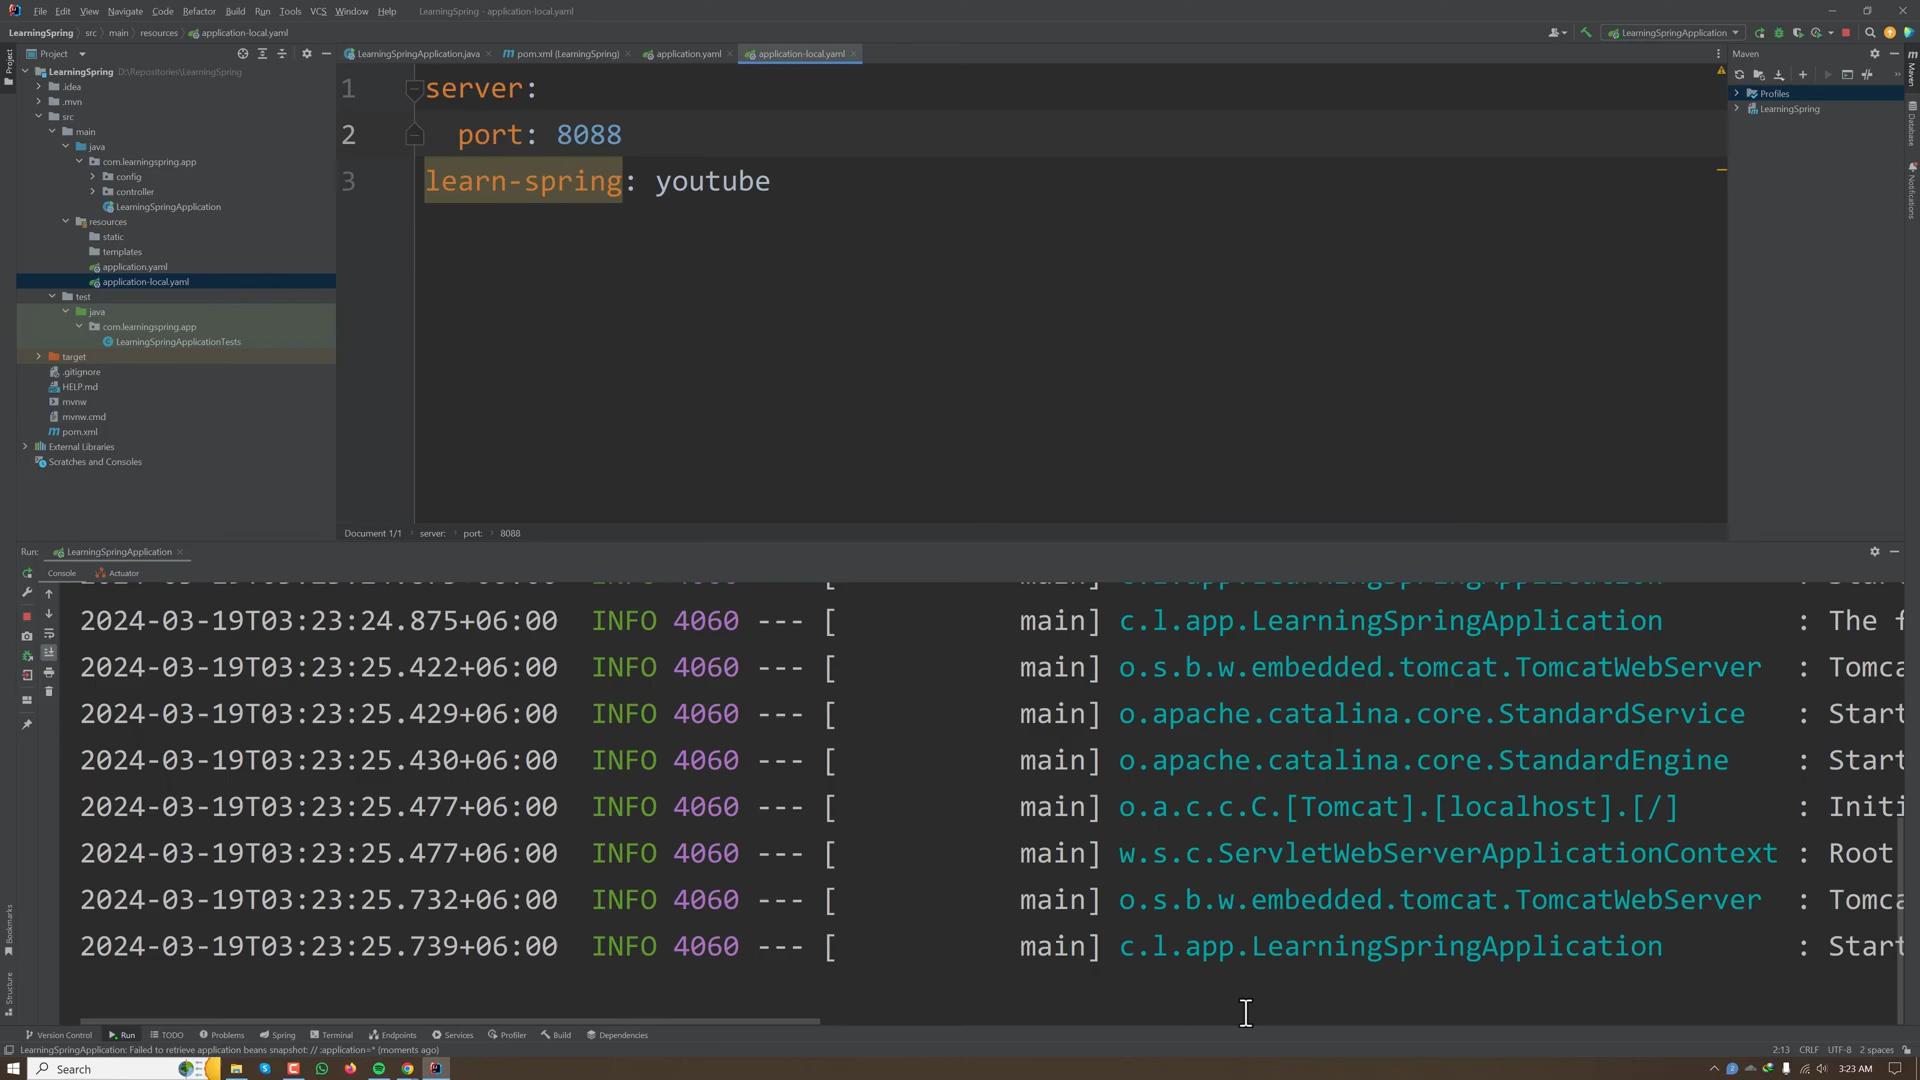 File Edit View Navigate Code Refactor Build Run Tools VCS Window Help LearningSpring - application-local.yaml
LearningSpring src main resources application-local.yaml LearningSpringApplication
Project LearningSpringApplication.java pom.xml (LearningSpring) application.yaml application-local.yaml Maven
LearningSpring D:\Repositories\LearningSpring
.idea
.mvn
src
main
java
com.learningspring.app
config
controller
LearningSpringApplication
resources
static
templates
application.yaml
application-local.yaml
test
java
com.learningspring.app
LearningSpringApplicationTests
target
.gitignore
HELP.md
mvnw
mvnw.cmd
pom.xml
External Libraries
Scratches and Consoles
1 server:
2 port: 8088
3 learn-spring: youtube
Document 1/1 server: port: 8088
Profiles
LearningSpring
Project
Bookmarks
Structure
Maven
Database
Notifications
Run: LearningSpringApplication
Console Actuator
2024-03-19T03:23:24.875+06:00 INFO 4060 --- [ main] c.l.app.LearningSpringApplication : The f
2024-03-19T03:23:25.422+06:00 INFO 4060 --- [ main] o.s.b.w.embedded.tomcat.TomcatWebServer : Tomca
2024-03-19T03:23:25.429+06:00 INFO 4060 --- [ main] o.apache.catalina.core.StandardService : Start
2024-03-19T03:23:25.430+06:00 INFO 4060 --- [ main] o.apache.catalina.core.StandardEngine : Start
2024-03-19T03:23:25.477+06:00 INFO 4060 --- [ main] o.a.c.c.C.[Tomcat].[localhost].[/] : Initi
2024-03-19T03:23:25.477+06:00 INFO 4060 --- [ main] w.s.c.ServletWebServerApplicationContext : Root
2024-03-19T03:23:25.732+06:00 INFO 4060 --- [ main] o.s.b.w.embedded.tomcat.TomcatWebServer : Tomca
2024-03-19T03:23:25.739+06:00 INFO 4060 --- [ main] c.l.app.LearningSpringApplication : Start
Version Control Run TODO Problems Spring Terminal Endpoints Services Profiler Build Dependencies
LearningSpringApplication: Failed to retrieve application beans snapshot: // :application=* (moments ago) 2:13 CRLF UTF-8 2 spaces
Search 3:23 AM